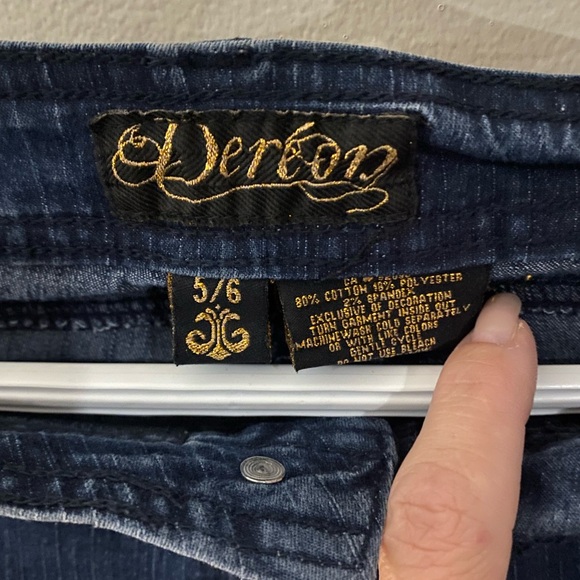 Deréon
5/6
80% COTTON 18% POLYESTER
2% SPANDEX
EXCLUSIVE OF DECORATION
TURN GARMENT INSIDE OUT
MACHINE WASH COLD SEPARATELY
OR WITH LIKE COLORS
GENTLE CYCLE
DO NOT USE BLEACH